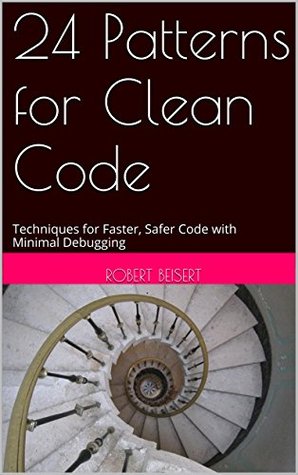 24 Patterns
for Clean
Code
Techniques for Faster, Safer Code with
Minimal Debugging
ROBERT BEISERT